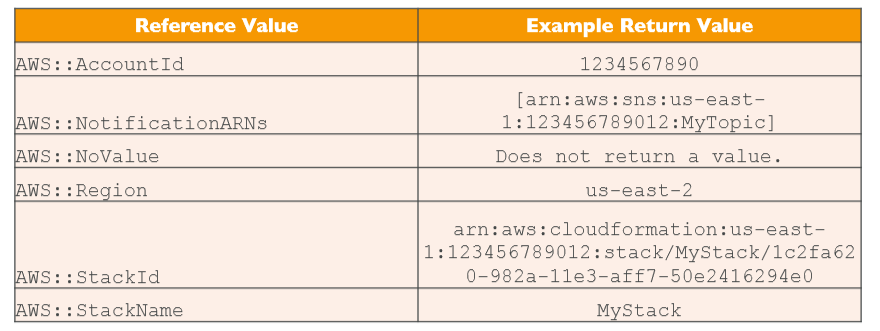 Reference Value
Example Return Value
AWS::AccountId
1234567890
AWS::NotificationARNs
[arn:aws:sns:us-east-
1:123456789012:MyTopic]
AWS::NoValue
Does not return a value.
AWS::Region
us-east-2
AWS::StackId
arn:aws:cloudformation:us-east-
1:123456789012:stack/MyStack/1c2fa62
0-982a-11e3-aff7-50e2416294e0
AWS::StackName
MyStack